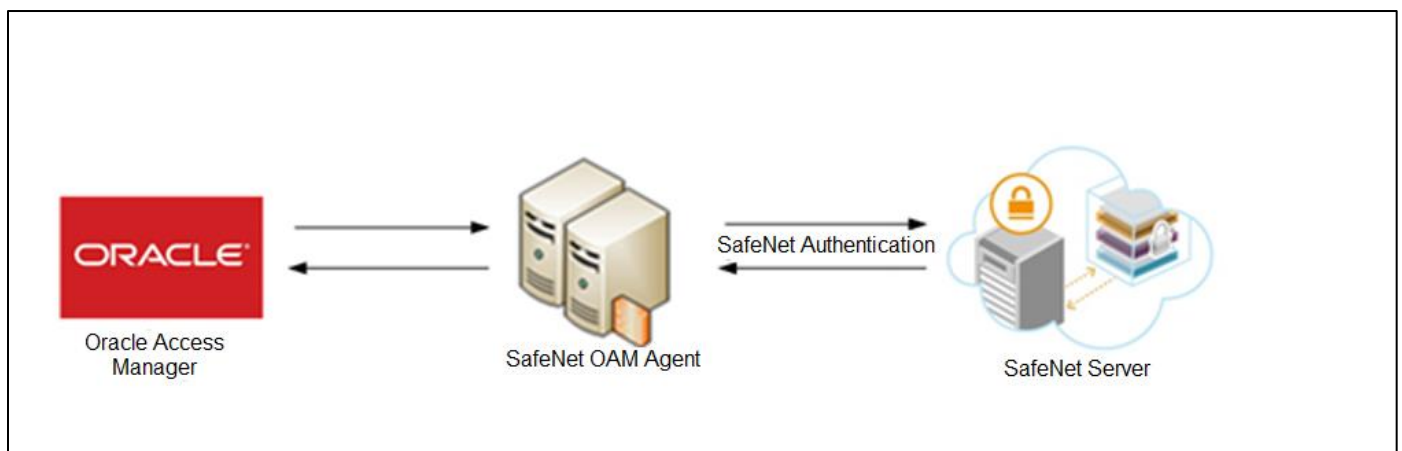 ORACLE
Oracle Access
Manager
SafeNet OAM Agent
SafeNet Authentication
SafeNet Server